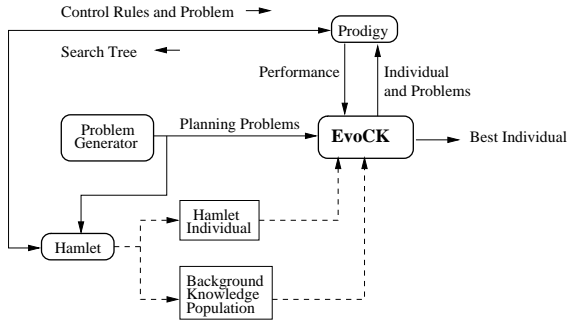 Control Rules and Problem
Prodigy
Search Tree
Performance
Individual
and Problems
Problem
Generator
Planning Problems
EvoCK
Best Individual
Hamlet
Individual
Hamlet
Background
Knowledge
Population